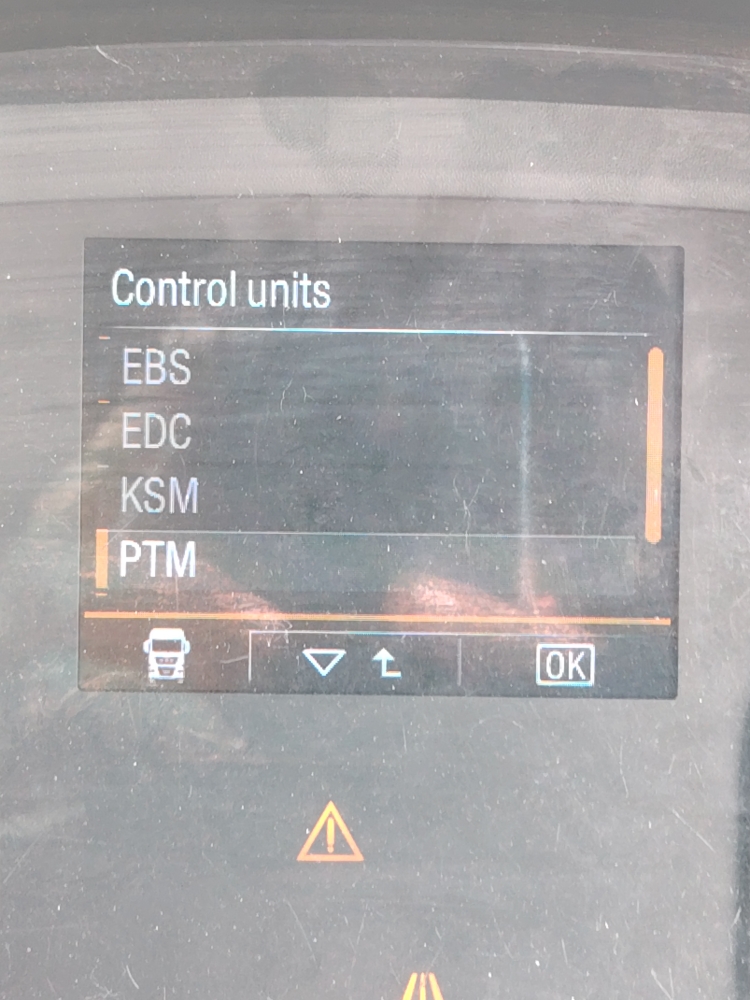 Control units
EBS
EDC
KSM
PTM
OK